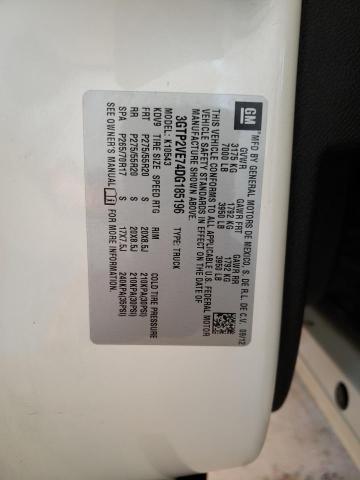 GM
MFD BY GENERAL MOTORS DE MEXICO, S. DE R.L. DE C.V.
09/12
GVWR GAWR FRT GAWR RR
3175 KG 1792 KG 1792 KG
7000 LB 3950 LB 3950 LB
THIS VEHICLE CONFORMS TO ALL APPLICABLE U.S. FEDERAL MOTOR
VEHICLE SAFETY STANDARDS IN EFFECT ON THE DATE OF
MANUFACTURE SHOWN ABOVE.
3GTP2VE74DG185196 TYPE: TRUCK
MODEL: K10543
KDV9 TIRE SIZE SPEED RTG RIM COLD TIRE PRESSURE
FRT P275/55R20 S 20X8.5J 210KPA(30PSI)
RR P275/55R20 S 20X8.5J 210KPA(30PSI)
SPA P265/70R17 S 17X7.5J 240KPA(35PSI)
SEE OWNER'S MANUAL FOR MORE INFORMATION.